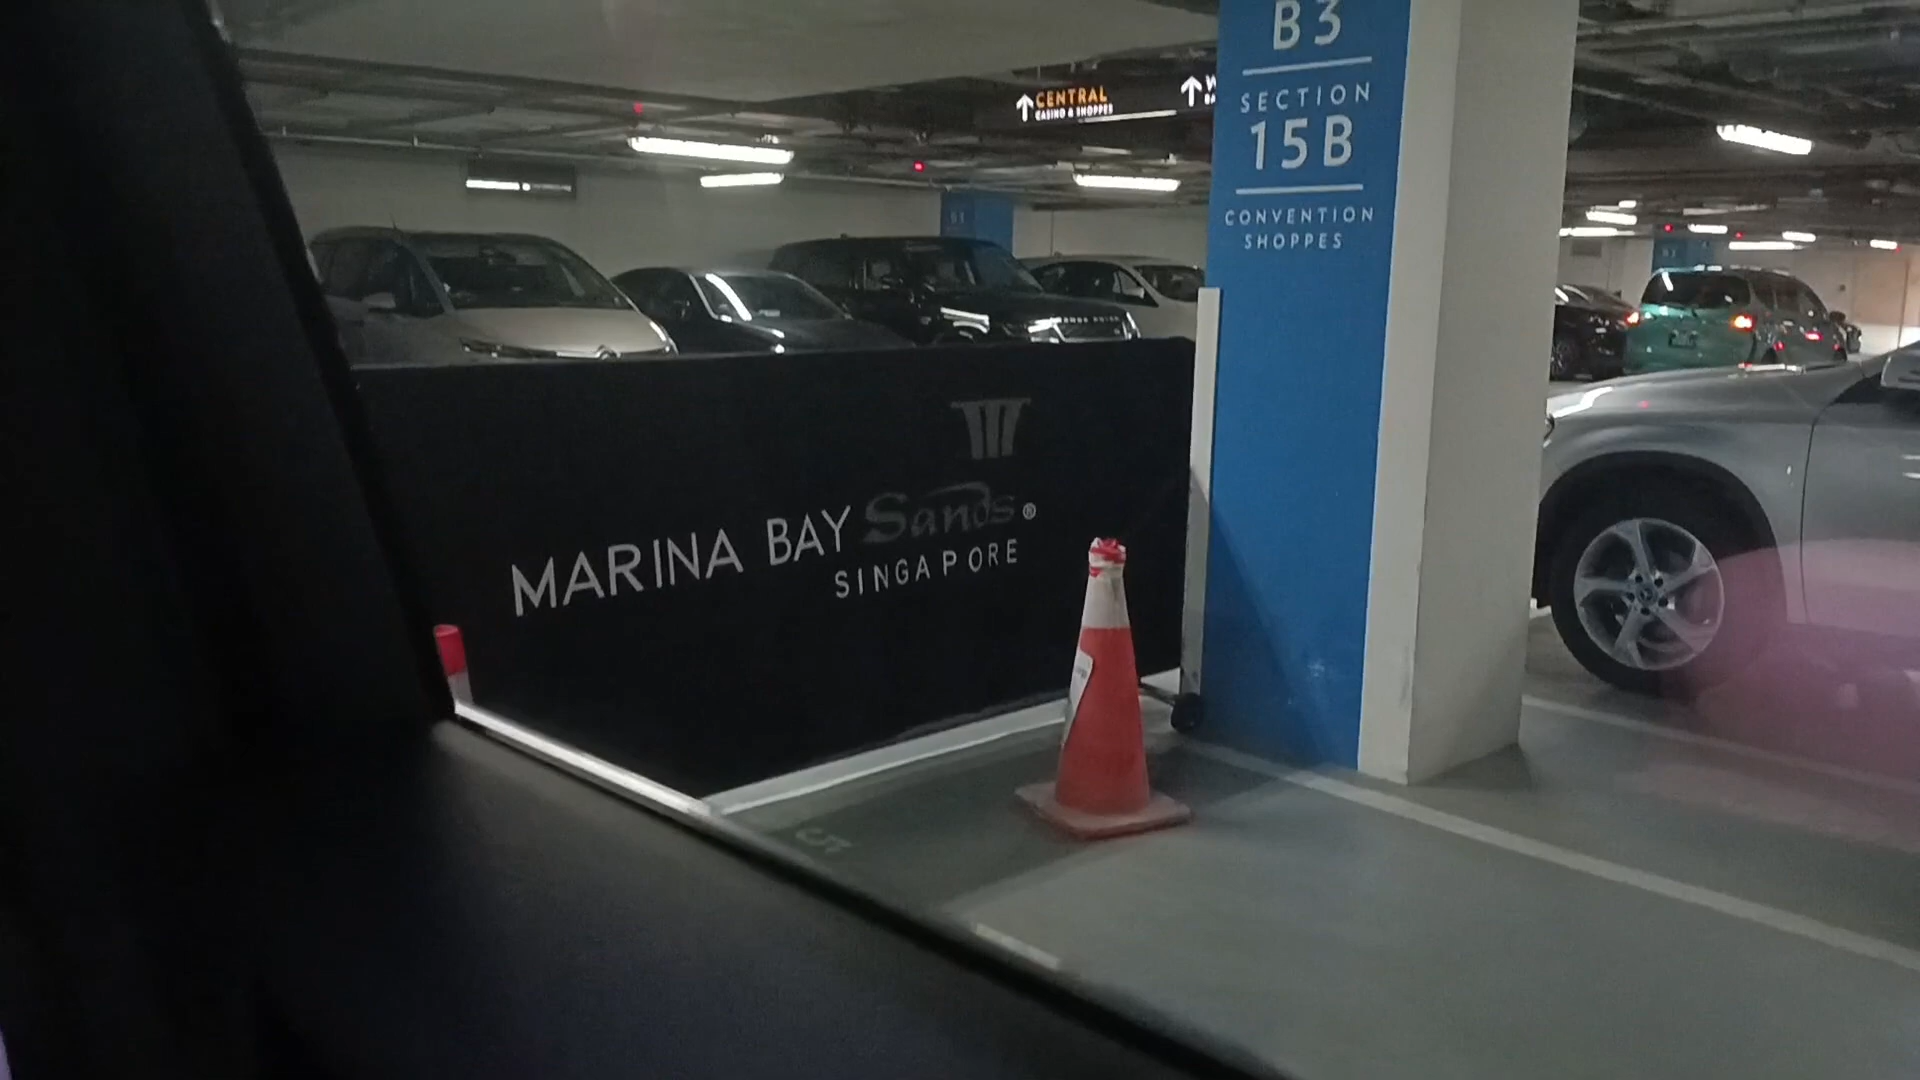 B3
SECTION
15B
CONVENTION
SHOPPES
CENTRAL
CASINO & SHOPPES
MARINA BAY Sands®
SINGAPORE